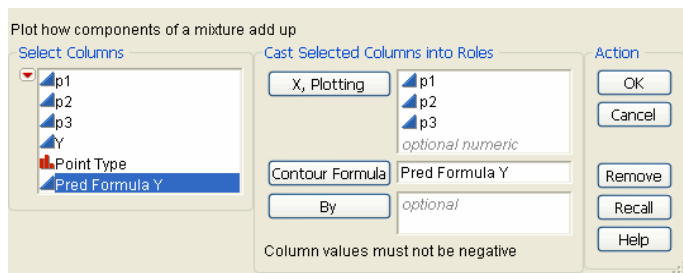 Plot how components of a mixture add up
Select Columns
p1
p2
p3
Y
Point Type
Pred Formula Y
Cast Selected Columns into Roles
X, Plotting
p1
p2
p3
optional numeric
Contour Formula
Pred Formula Y
By
optional
Column values must not be negative
Action
OK
Cancel
Remove
Recall
Help